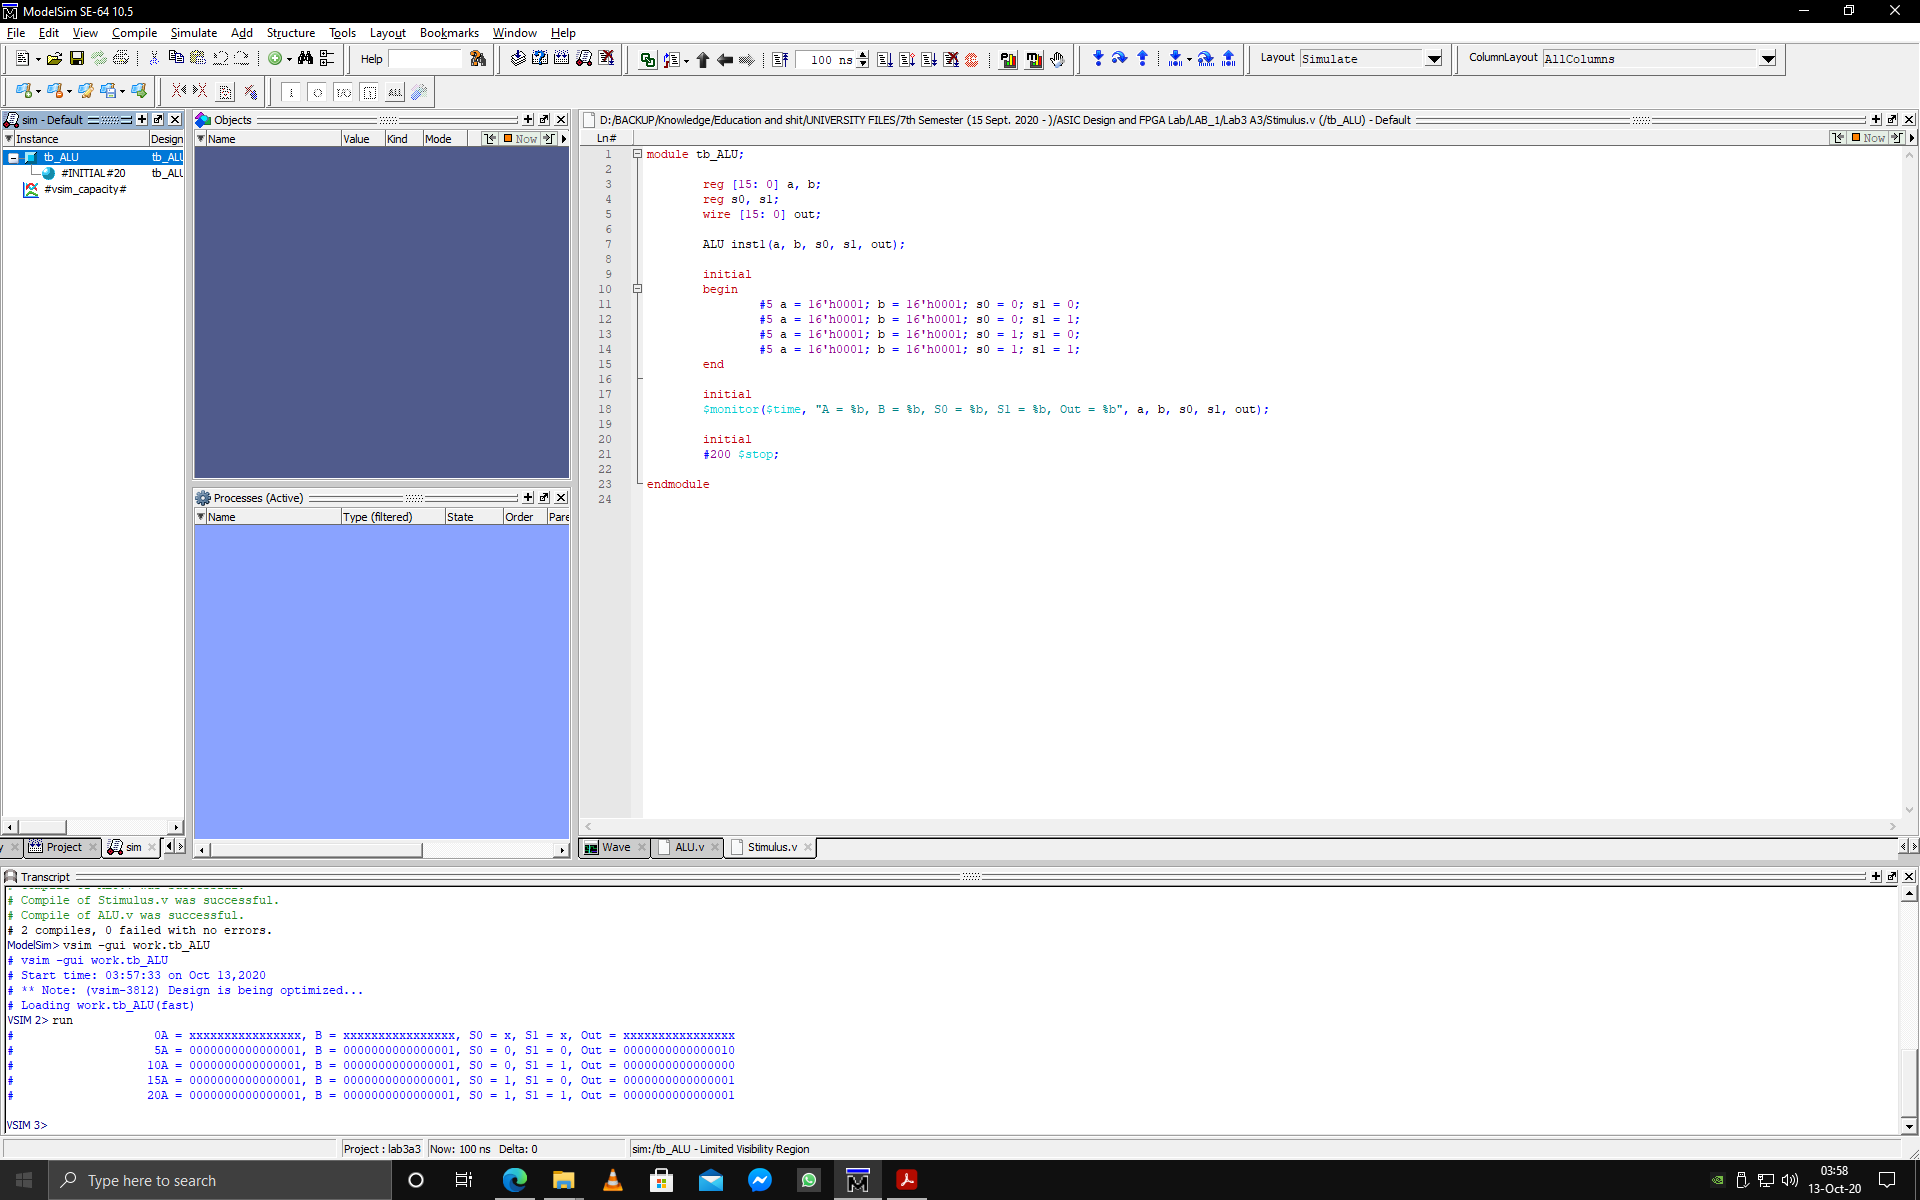 ModelSim SE-64 10.5
File Edit View Compile Simulate Add Structure Tools Layout Bookmarks Window Help
Help 100 ns Layout Simulate ColumnLayout AllColumns
sim - Default
Instance Design
tb_ALU tb_ALU
#INITIAL#20 tb_ALU
#vsim_capacity#
Objects
Name Value Kind Mode Now
Processes (Active)
Name Type (filtered) State Order Pare
D:/BACKUP/Knowledge/Education and shit/UNIVERSITY FILES/7th Semester (15 Sept. 2020 - )/ASIC Design and FPGA Lab/LAB_1/Lab3 A3/Stimulus.v (/tb_ALU) - Default
Ln# Now
1 module tb_ALU;
2
3 reg [15: 0] a, b;
4 reg s0, s1;
5 wire [15: 0] out;
6
7 ALU inst1(a, b, s0, s1, out);
8
9 initial
10 begin
11 #5 a = 16'h0001; b = 16'h0001; s0 = 0; s1 = 0;
12 #5 a = 16'h0001; b = 16'h0001; s0 = 0; s1 = 1;
13 #5 a = 16'h0001; b = 16'h0001; s0 = 1; s1 = 0;
14 #5 a = 16'h0001; b = 16'h0001; s0 = 1; s1 = 1;
15 end
16
17 initial
18 $monitor($time, "A = %b, B = %b, S0 = %b, S1 = %b, Out = %b", a, b, s0, s1, out);
19
20 initial
21 #200 $stop;
22
23 endmodule
24
Project sim
Wave ALU.v Stimulus.v
Transcript
# Compile of Stimulus.v was successful.
# Compile of ALU.v was successful.
# 2 compiles, 0 failed with no errors.
ModelSim> vsim -gui work.tb_ALU
# vsim -gui work.tb_ALU
# Start time: 03:57:33 on Oct 13,2020
# ** Note: (vsim-3812) Design is being optimized...
# Loading work.tb_ALU(fast)
VSIM 2> run
# 0A = xxxxxxxxxxxxxxxx, B = xxxxxxxxxxxxxxxx, S0 = x, S1 = x, Out = xxxxxxxxxxxxxxxx
# 5A = 0000000000000001, B = 0000000000000001, S0 = 0, S1 = 0, Out = 0000000000000010
# 10A = 0000000000000001, B = 0000000000000001, S0 = 0, S1 = 1, Out = 0000000000000000
# 15A = 0000000000000001, B = 0000000000000001, S0 = 1, S1 = 0, Out = 0000000000000001
# 20A = 0000000000000001, B = 0000000000000001, S0 = 1, S1 = 1, Out = 0000000000000001
VSIM 3>
Project : lab3a3 Now: 100 ns Delta: 0 sim:/tb_ALU - Limited Visibility Region
Type here to search
03:58
13-Oct-20